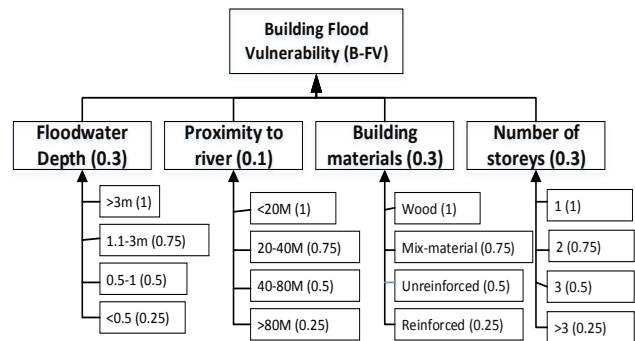 Building Flood
Vulnerability (B-FV)
Floodwater
Depth (0.3)
>3m (1)
1.1-3m (0.75)
0.5-1 (0.5)
<0.5 (0.25)
Proximity to
river (0.1)
<20M (1)
20-40M (0.75)
40-80M (0.5)
>80M (0.25)
Building
materials (0.3)
Wood (1)
Mix-material (0.75)
Unreinforced (0.5)
Reinforced (0.25)
Number of
storeys (0.3)
1 (1)
2 (0.75)
3 (0.5)
>3 (0.25)